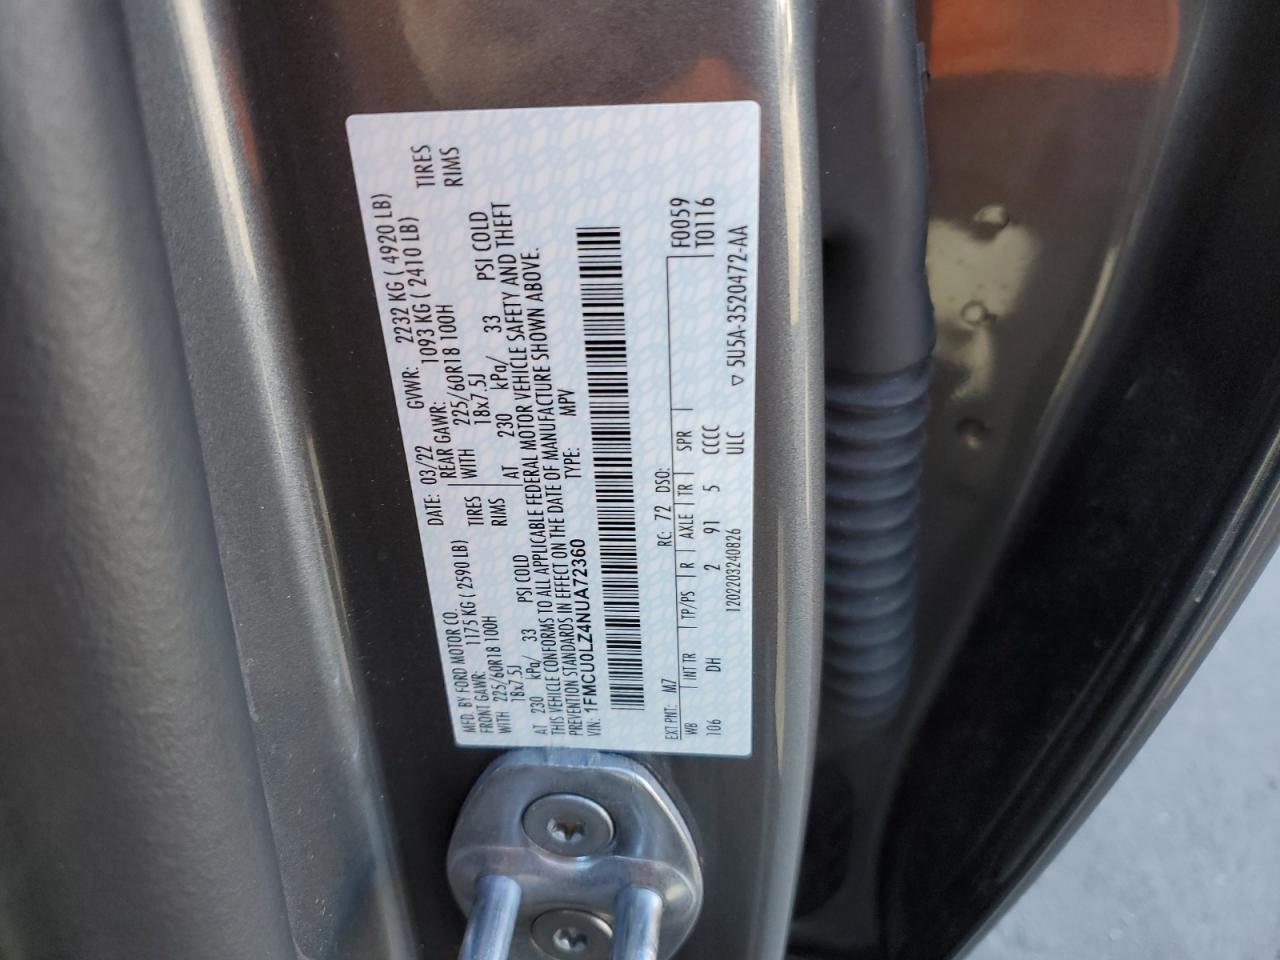 MFD. BY FORD MOTOR CO.
DATE: 03/22 GVWR: 2232 KG ( 4920 LB)
FRONT GAWR: 1175 KG ( 2590 LB) REAR GAWR: 1093 KG ( 2410 LB)
WITH 225/60R18 100H TIRES WITH 225/60R18 100H TIRES
18x7.5J RIMS 18x7.5J RIMS
AT 230 kPa/ 33 PSI COLD AT 230 kPa/ 33 PSI COLD
THIS VEHICLE CONFORMS TO ALL APPLICABLE FEDERAL MOTOR VEHICLE SAFETY AND THEFT
PREVENTION STANDARDS IN EFFECT ON THE DATE OF MANUFACTURE SHOWN ABOVE.
VIN: 1FMCU0LZ4NUA72360 TYPE: MPV
EXT PNT: M7 RC: 72 DSO: F0059
WB INT TR TP/PS R AXLE TR SPR T0116
106 DH 2 91 5 CCCC
1202203240826 ULC ▽ 5U5A-3520472-AA